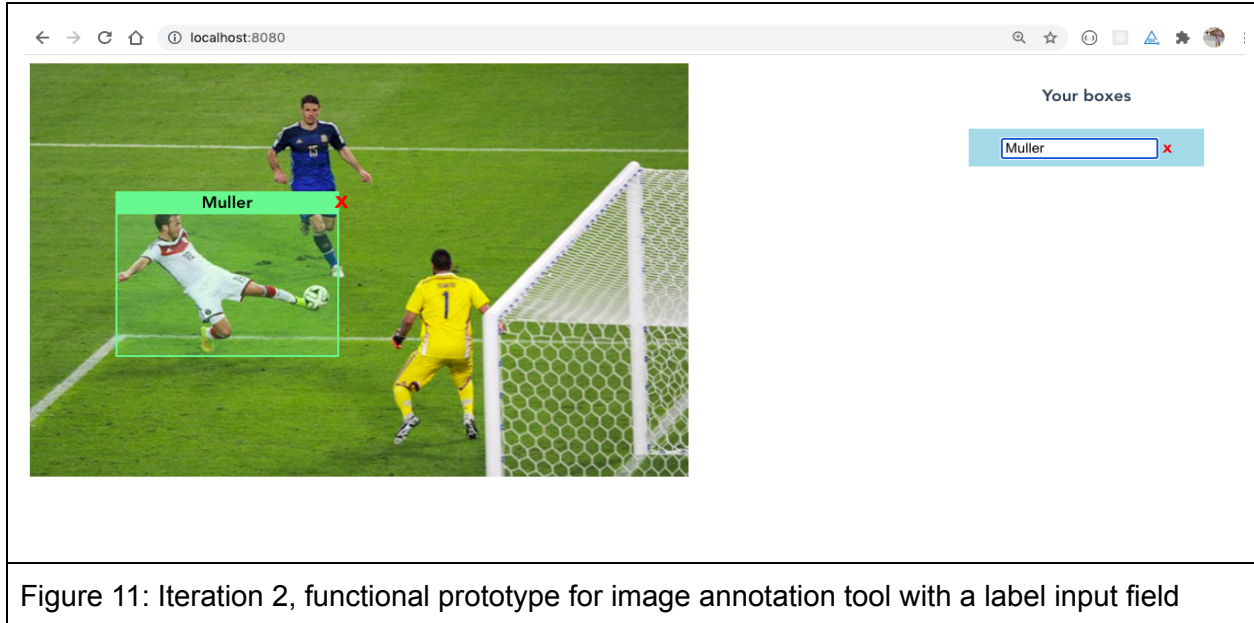 localhost:8080
Your boxes
Muller x
15
Muller X
1
Figure 11: Iteration 2, functional prototype for image annotation tool with a label input field